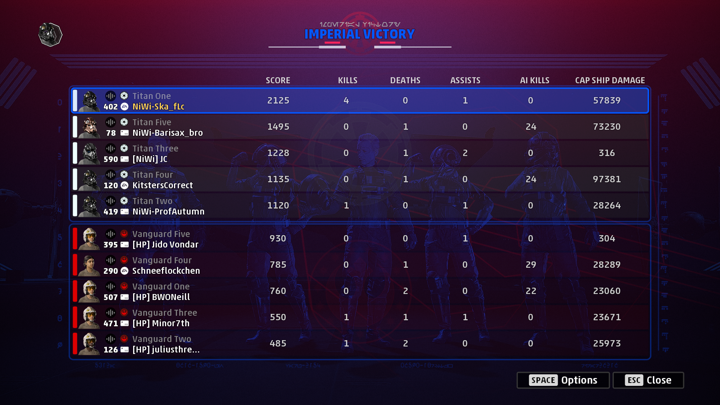 IMPERIAL VICTORY
SCORE KILLS DEATHS ASSISTS AI KILLS CAP SHIP DAMAGE
Titan One
402 NiWi-Ska_flc 2125 4 0 1 0 57839
Titan Five
78 NiWi-Barisax_bro 1495 0 1 0 24 73230
Titan Three
590 [NiWi] JC 1228 0 1 2 0 316
Titan Four
120 KitstersCorrect 1135 0 1 0 24 97381
Titan Two
419 NiWi-ProfAutumn 1120 1 0 1 0 28264
Vanguard Five
395 [HP] Jido Vondar 930 0 0 1 0 304
Vanguard Four
290 Schneeflockchen 785 0 1 0 29 28289
Vanguard One
507 [HP] BWONeill 760 0 2 0 22 23060
Vanguard Three
471 [HP] Minor7th 550 1 1 1 0 23671
Vanguard Two
126 [HP] juliusthre... 485 1 2 0 0 25973
SPACE Options ESC Close